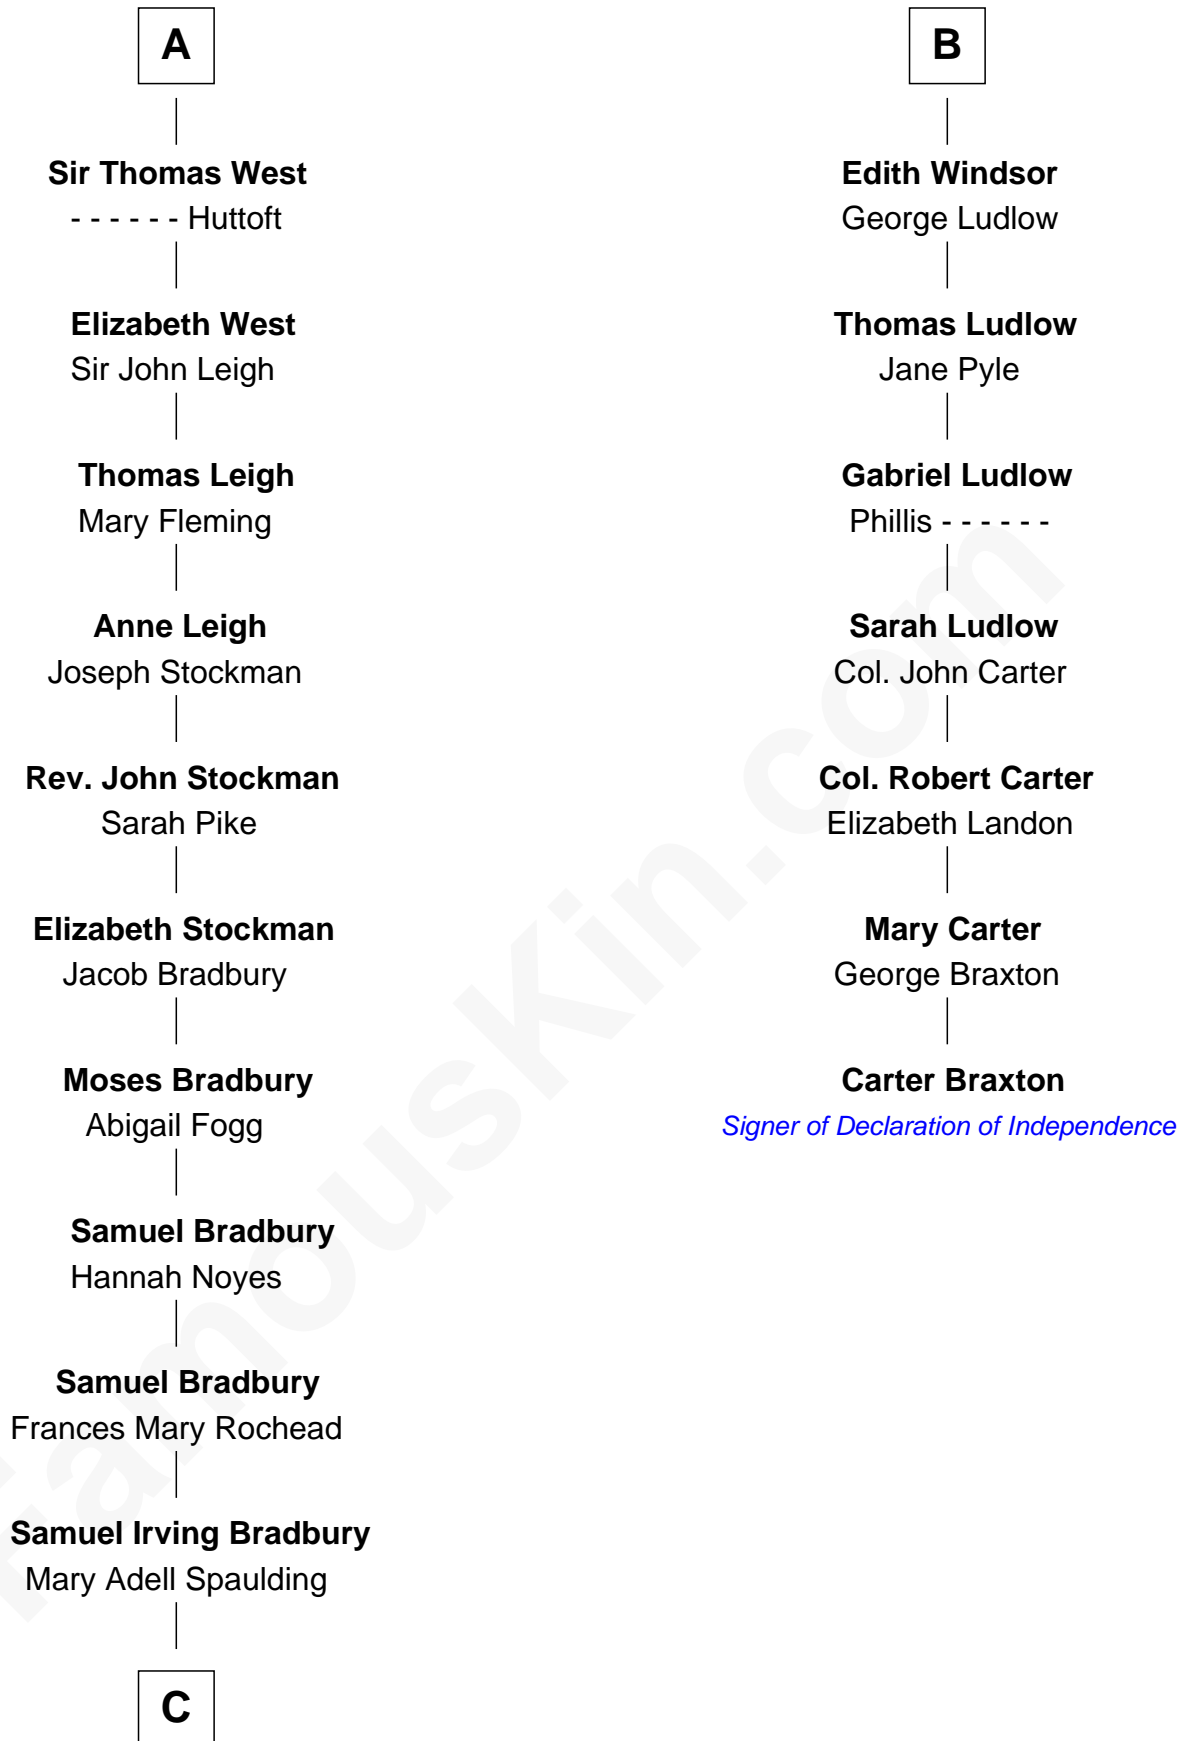 A
Sir Thomas West
- - - - - - Huttoft
Elizabeth West
Sir John Leigh
Thomas Leigh
Mary Fleming
Anne Leigh
Joseph Stockman
Rev. John Stockman
Sarah Pike
Elizabeth Stockman
Jacob Bradbury
Moses Bradbury
Abigail Fogg
Samuel Bradbury
Hannah Noyes
Samuel Bradbury
Frances Mary Rochead
Samuel Irving Bradbury
Mary Adell Spaulding
C
B
Edith Windsor
George Ludlow
Thomas Ludlow
Jane Pyle
Gabriel Ludlow
Phillis - - - - - -
Sarah Ludlow
Col. John Carter
Col. Robert Carter
Elizabeth Landon
Mary Carter
George Braxton
Carter Braxton
Signer of Declaration of Independence
FamousKin.com